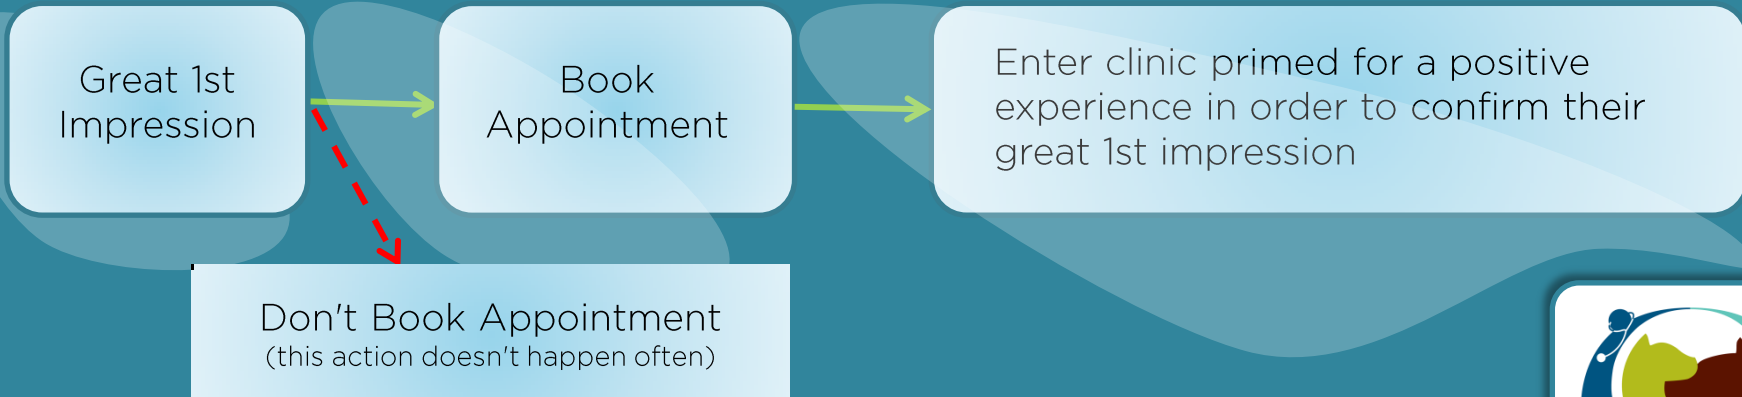 Great 1st
Impression
Book
Appointment
Enter clinic primed for a positive
experience in order to confirm their
great 1st impression
Don't Book Appointment
(this action doesn't happen often)